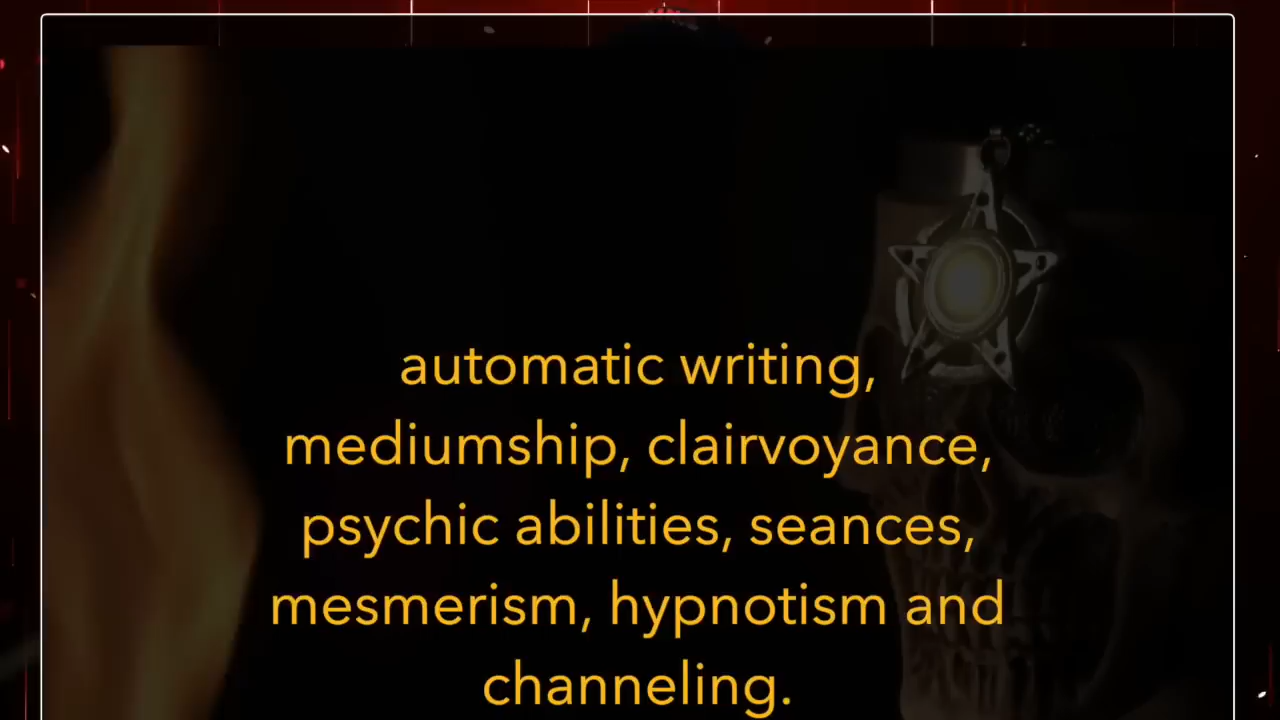 automatic writing,
mediumship, clairvoyance,
psychic abilities, seances,
mesmerism, hypnotism and
channeling.